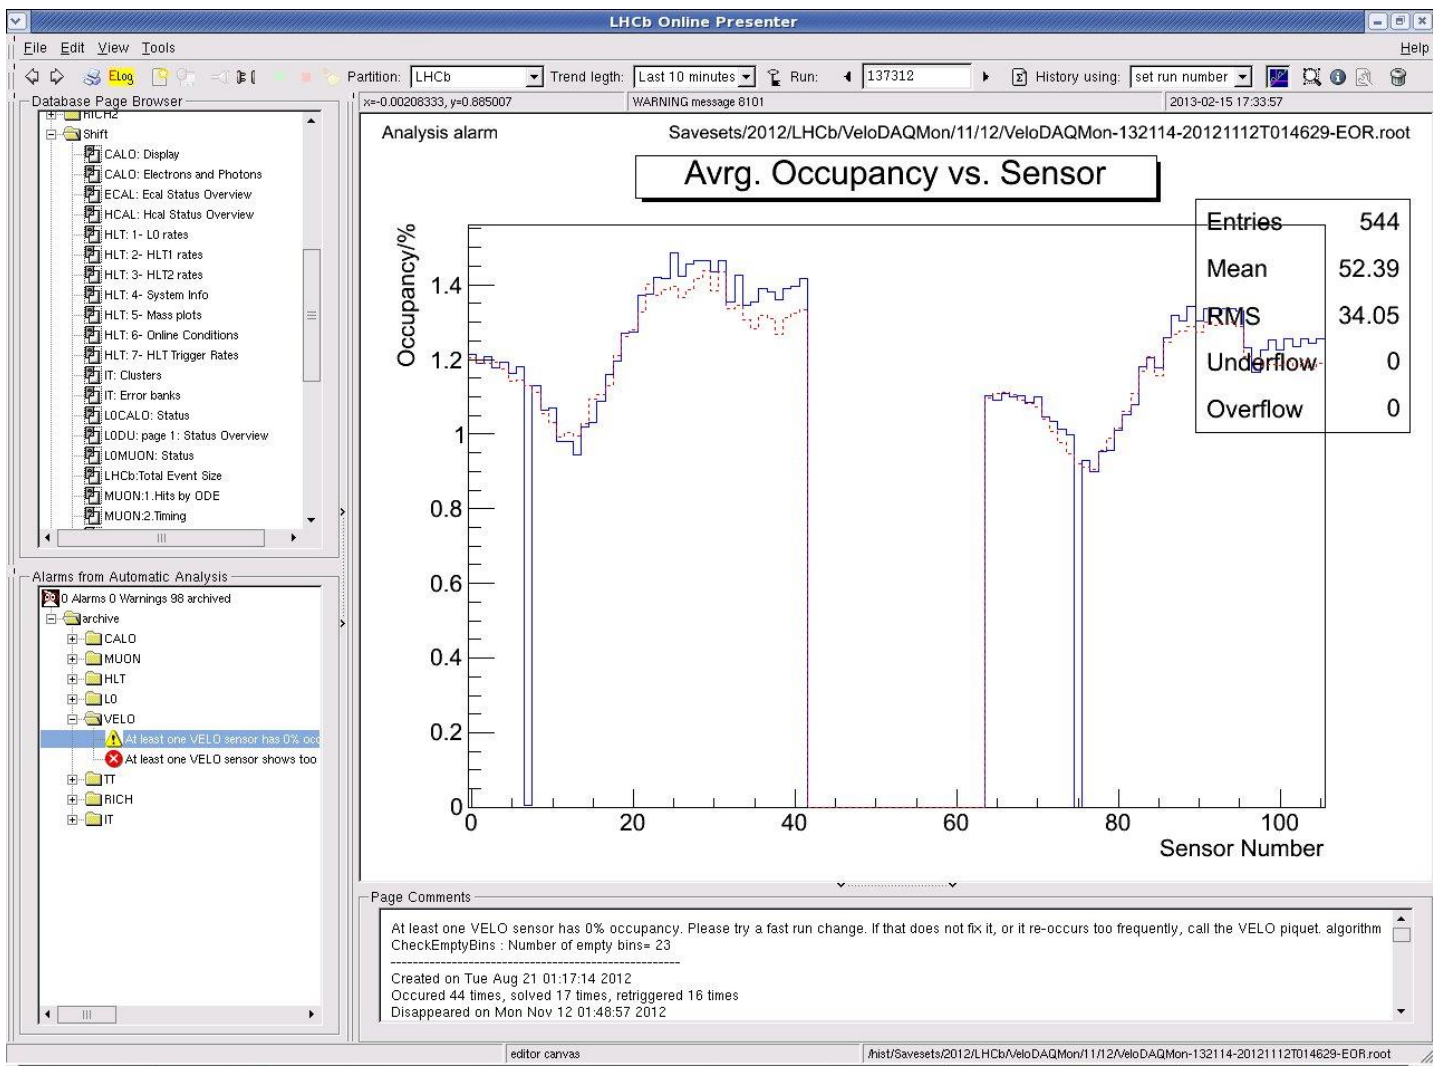 LHCb Online Presenter
File Edit View Tools Help
ELog Partition: LHCb Trend legth: Last 10 minutes Run: 137312 History using: set run number
Database Page Browser
x=-0.00208333, y=0.885007 WARNING message 8101 2013-02-15 17:33:57
RICH2
Shift
CALO: Display
CALO: Electrons and Photons
ECAL: Ecal Status Overview
HCAL: Hcal Status Overview
HLT: 1- L0 rates
HLT: 2- HLT1 rates
HLT: 3- HLT2 rates
HLT: 4- System Info
HLT: 5- Mass plots
HLT: 6- Online Conditions
HLT: 7- HLT Trigger Rates
IT: Clusters
IT: Error banks
L0CALO: Status
L0DU: page 1: Status Overview
L0MUON: Status
LHCb:Total Event Size
MUON:1.Hits by ODE
MUON:2.Timing
Alarms from Automatic Analysis
0 Alarms 0 Warnings 98 archived
archive
CALO
MUON
HLT
L0
VELO
At least one VELO sensor has 0% occ
At least one VELO sensor shows too
TT
RICH
IT
Analysis alarm Savesets/2012/LHCb/VeloDAQMon/11/12/VeloDAQMon-132114-20121112T014629-EOR.root
Avrg. Occupancy vs. Sensor
Entries 544
Mean 52.39
RMS 34.05
Underflow 0
Overflow 0
Occupancy/%
1.4
1.2
1
0.8
0.6
0.4
0.2
0
0 20 40 60 80 100
Sensor Number
Page Comments
At least one VELO sensor has 0% occupancy. Please try a fast run change. If that does not fix it, or it re-occurs too frequently, call the VELO piquet. algorithm
CheckEmptyBins : Number of empty bins= 23
------------------------------------------------------
Created on Tue Aug 21 01:17:14 2012
Occured 44 times, solved 17 times, retriggered 16 times
Disappeared on Mon Nov 12 01:48:57 2012
editor canvas /hist/Savesets/2012/LHCb/VeloDAQMon/11/12/VeloDAQMon-132114-20121112T014629-EOR.root